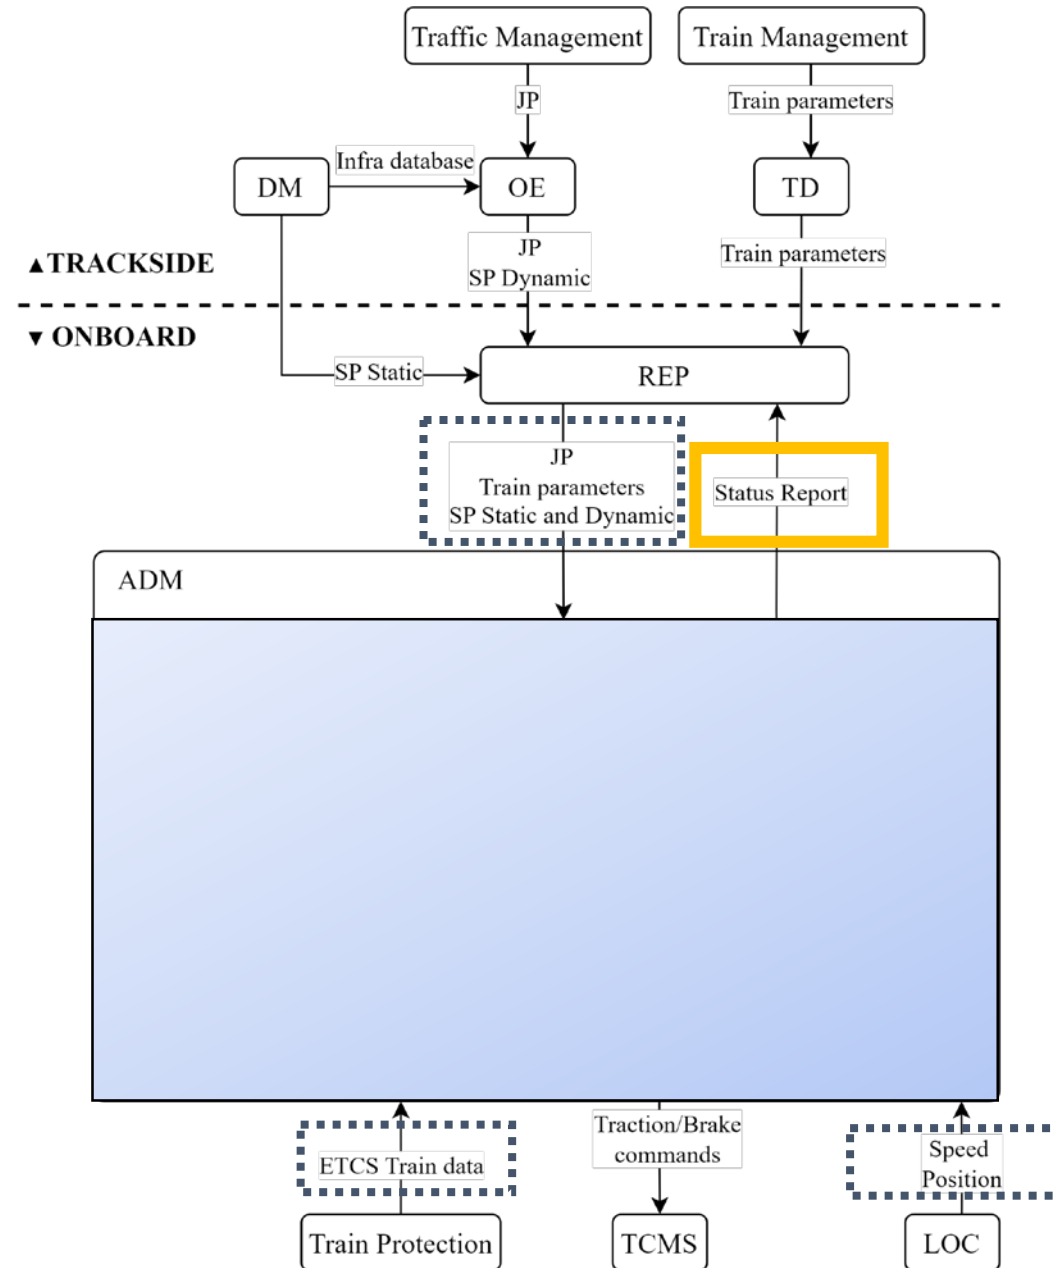 Traffic Management
Train Management
JP
Train parameters
Infra database
DM
OE
TD
JP
SP Dynamic
Train parameters
▲TRACKSIDE
▼ ONBOARD
SP Static
REP
JP
Train parameters
SP Static and Dynamic
Status Report
ADM
ETCS Train data
Traction/Brake
commands
Speed
Position
Train Protection
TCMS
LOC